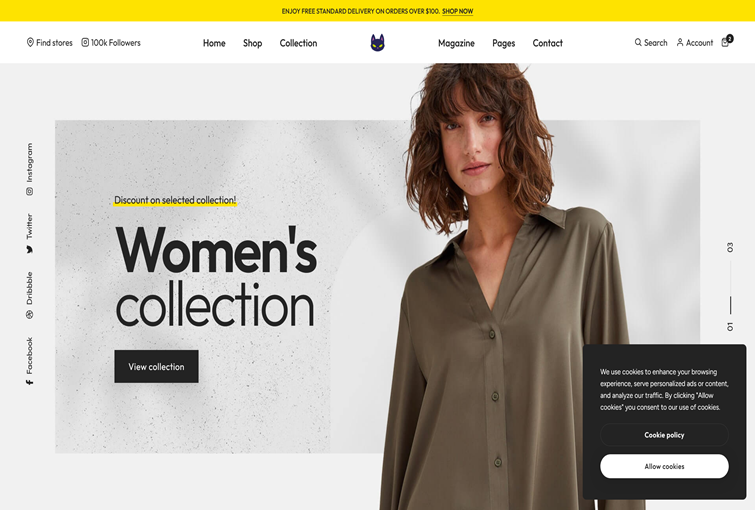 ENJOY FREE STANDARD DELIVERY ON ORDERS OVER $100. SHOP NOW
Find stores 100k Followers Home Shop Collection Magazine Pages Contact Search Account 2
Instagram
Twitter
Dribbble
Facebook
Discount on selected collection!
Women's
collection
View collection
03
01
We use cookies to enhance your browsing
experience, serve personalized ads or content,
and analyze our traffic. By clicking "Allow
cookies" you consent to our use of cookies.
Cookie policy
Allow cookies